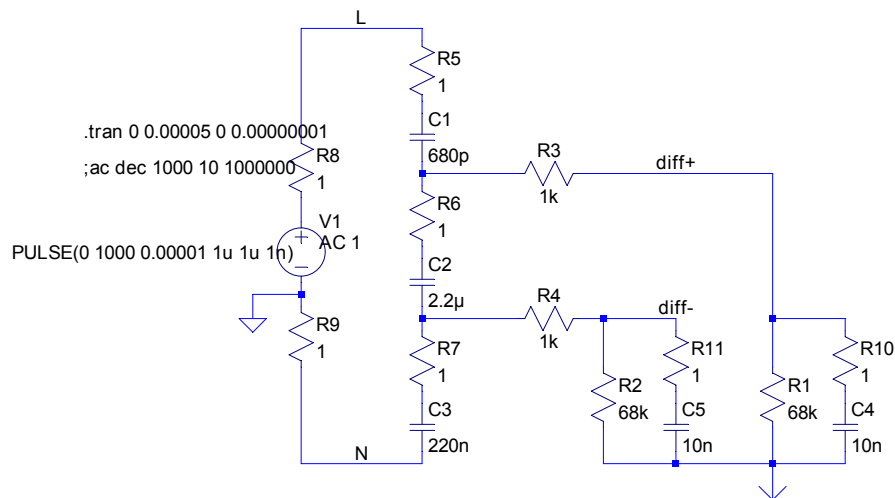 L
R5
1
C1
680p
.tran 0 0.00005 0 0.00000001
;ac dec 1000 10 1000000
R8
1
R3
1k
diff+
R6
1
V1
AC 1
PULSE(0 1000 0.00001 1u 1u 1n)
C2
2.2µ
R4
1k
diff-
R9
1
R7
1
R11
1
R10
1
R2
68k
R1
68k
C3
220n
C5
10n
C4
10n
N